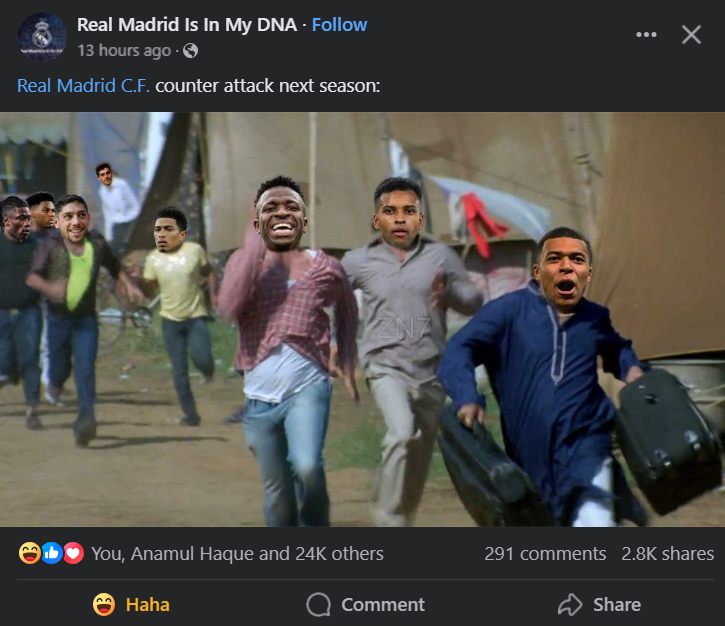 Real Madrid Is In My DNA · Follow
13 hours ago ·
Real Madrid C.F. counter attack next season:
ZN7
You, Anamul Haque and 24K others
291 comments 2.8K shares
Haha
Comment
Share